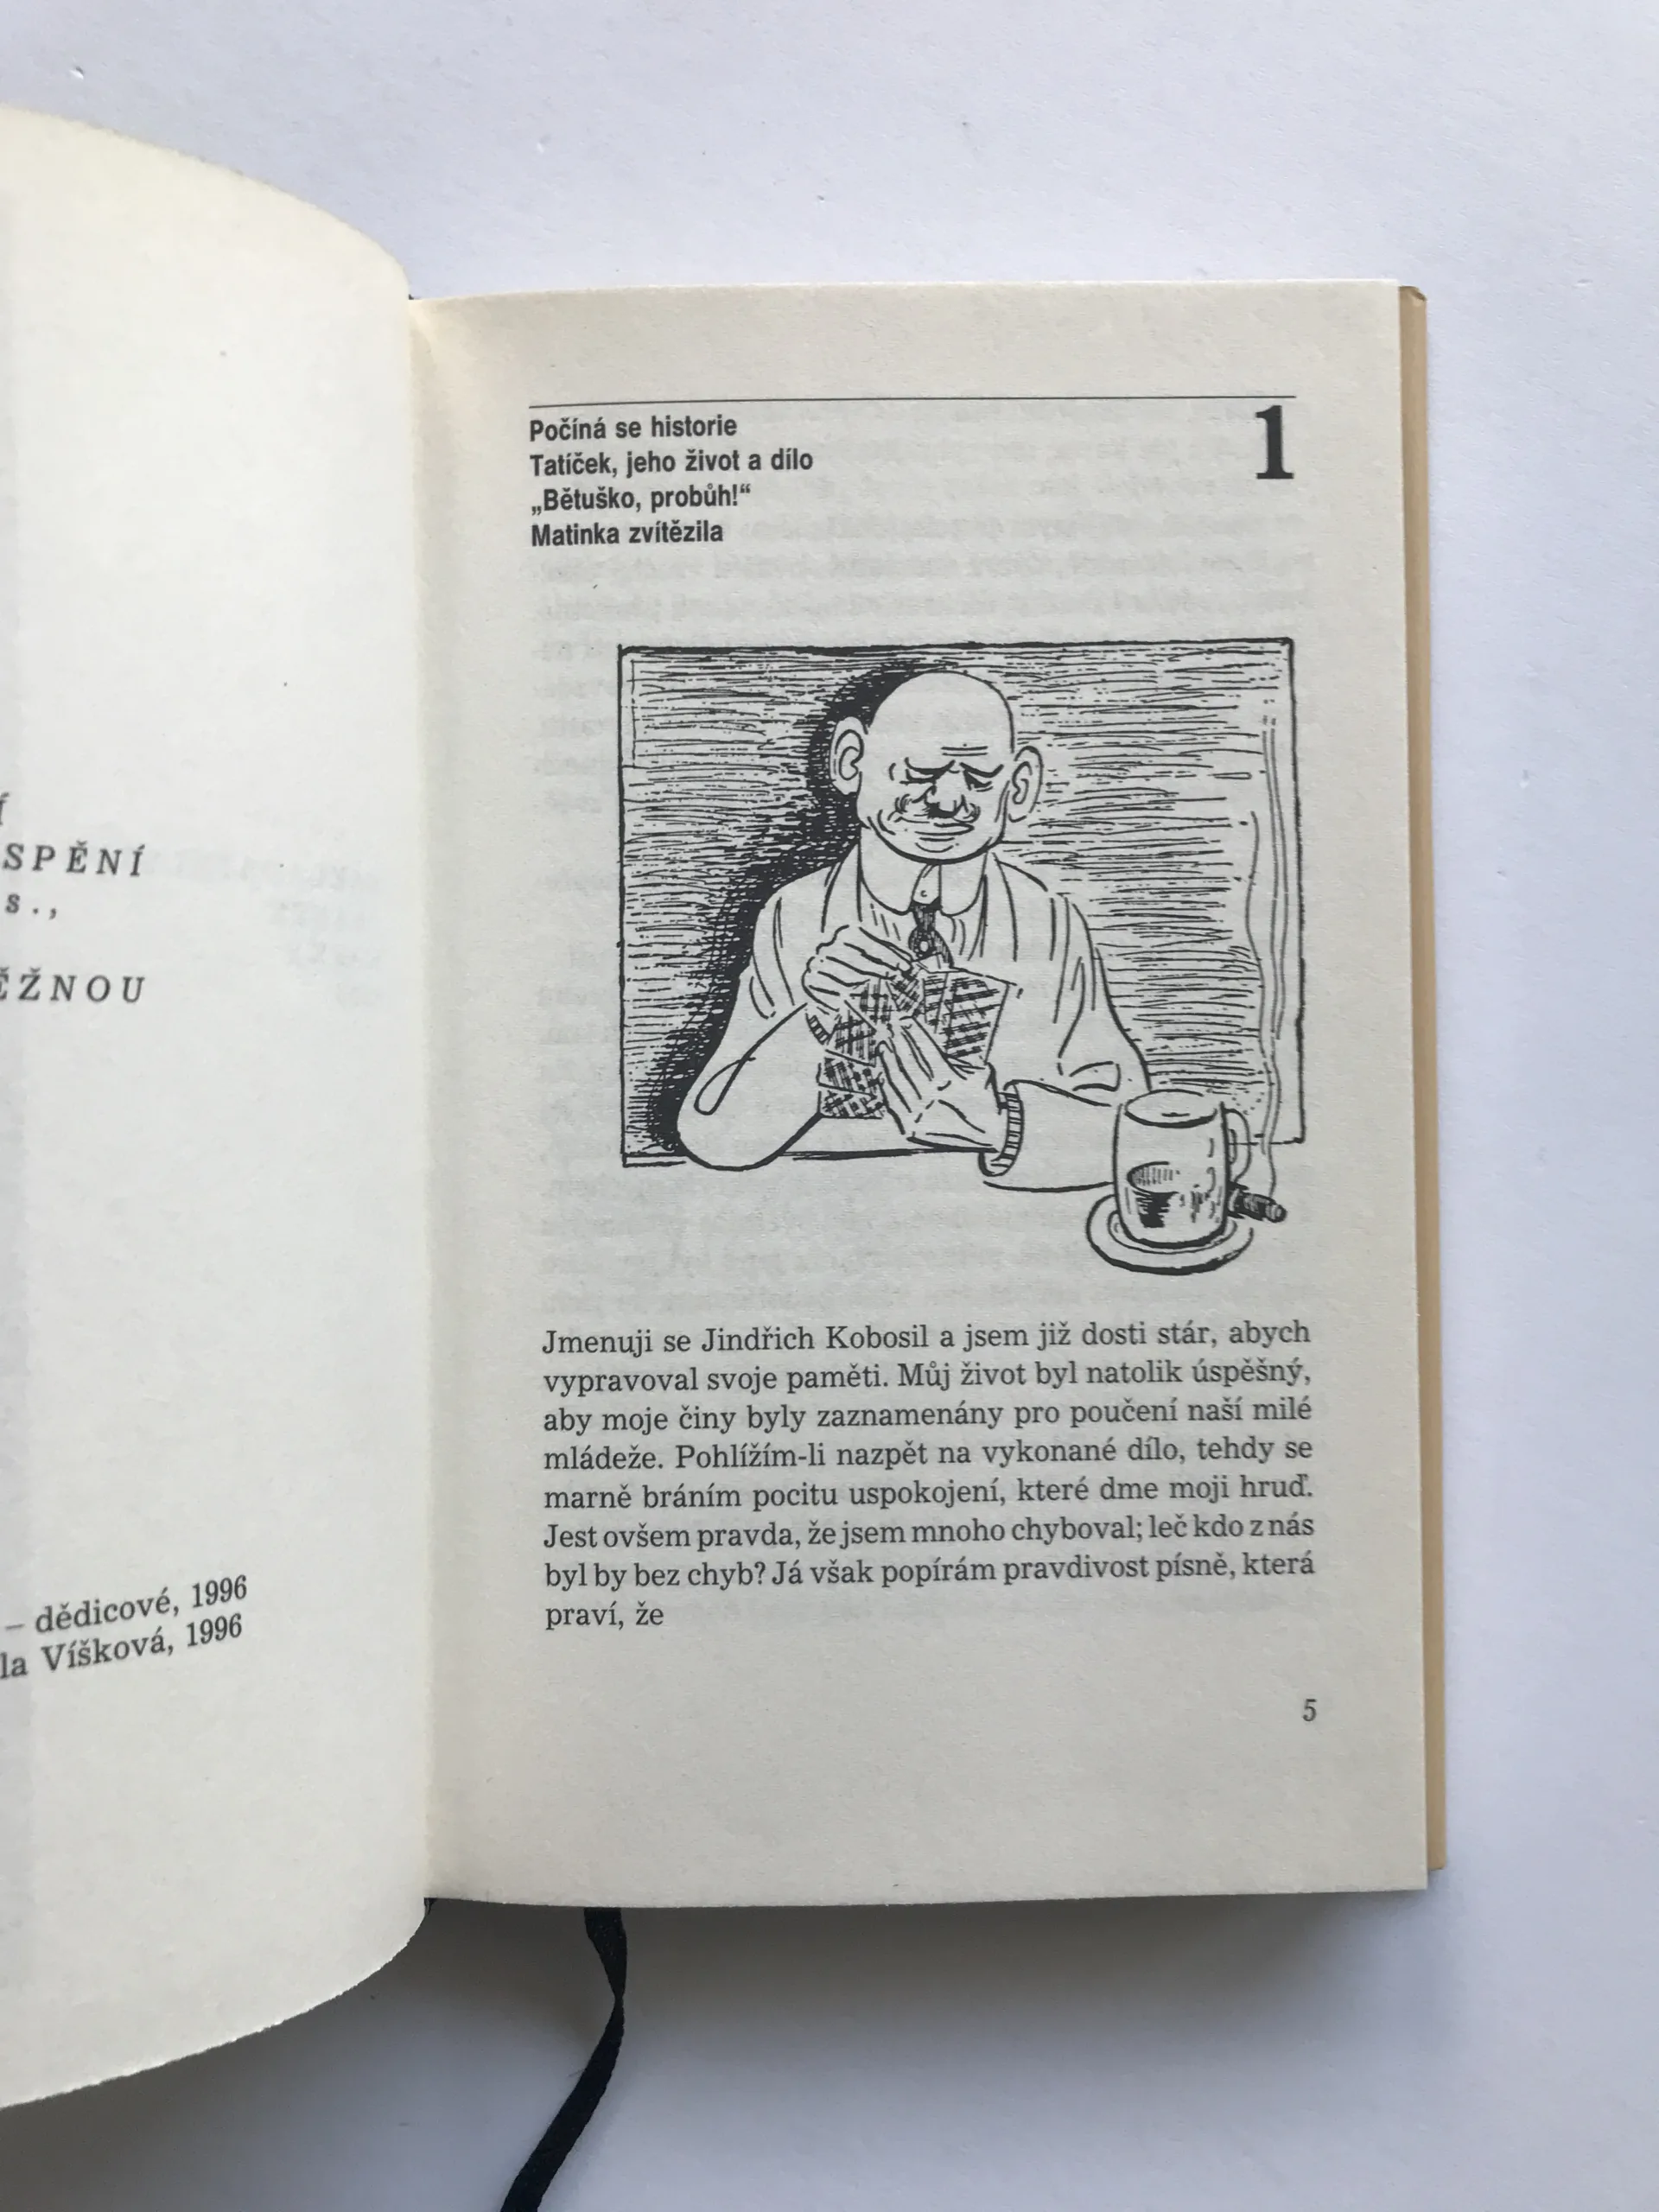 Í
SPĚNÍ
s.,
ĚŽNOU
– dědicové, 1996
la Víšková, 1996
Počíná se historie
Tatíček, jeho život a dílo
„Bětuško, probůh!“
Matinka zvítězila
1
Jmenuji se Jindřich Kobosil a jsem již dosti stár, abych
vypravoval svoje paměti. Můj život byl natolik úspěšný,
aby moje činy byly zaznamenány pro poučení naší milé
mládeže. Pohlížím-li nazpět na vykonané dílo, tehdy se
marně bráním pocitu uspokojení, které dme moji hruď.
Jest ovšem pravda, že jsem mnoho chyboval; leč kdo z nás
byl by bez chyb? Já však popírám pravdivost písně, která
praví, že
5